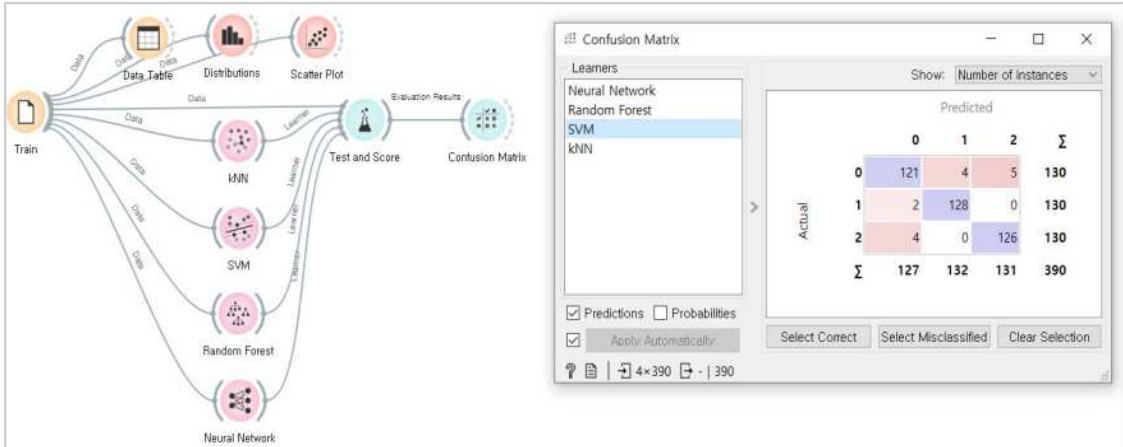 Data Table
Distributions
Scatter Plot
Data
Data
Data
Data
Evaluation Results
Train
Data
Learner
Test and Score
Confusion Matrix
kNN
Data
Learner
SVM
Data
Learner
Random Forest
Data
Learner
Neural Network
Confusion Matrix
Learners
Neural Network
Random Forest
SVM
kNN
Predictions
Probabilities
Apply Automatically
4×390 - | 390
Show: Number of instances
Predicted
0 1 2 Σ
Actual
0 121 4 5 130
1 2 128 0 130
2 4 0 126 130
Σ 127 132 131 390
Select Correct
Select Misclassified
Clear Selection